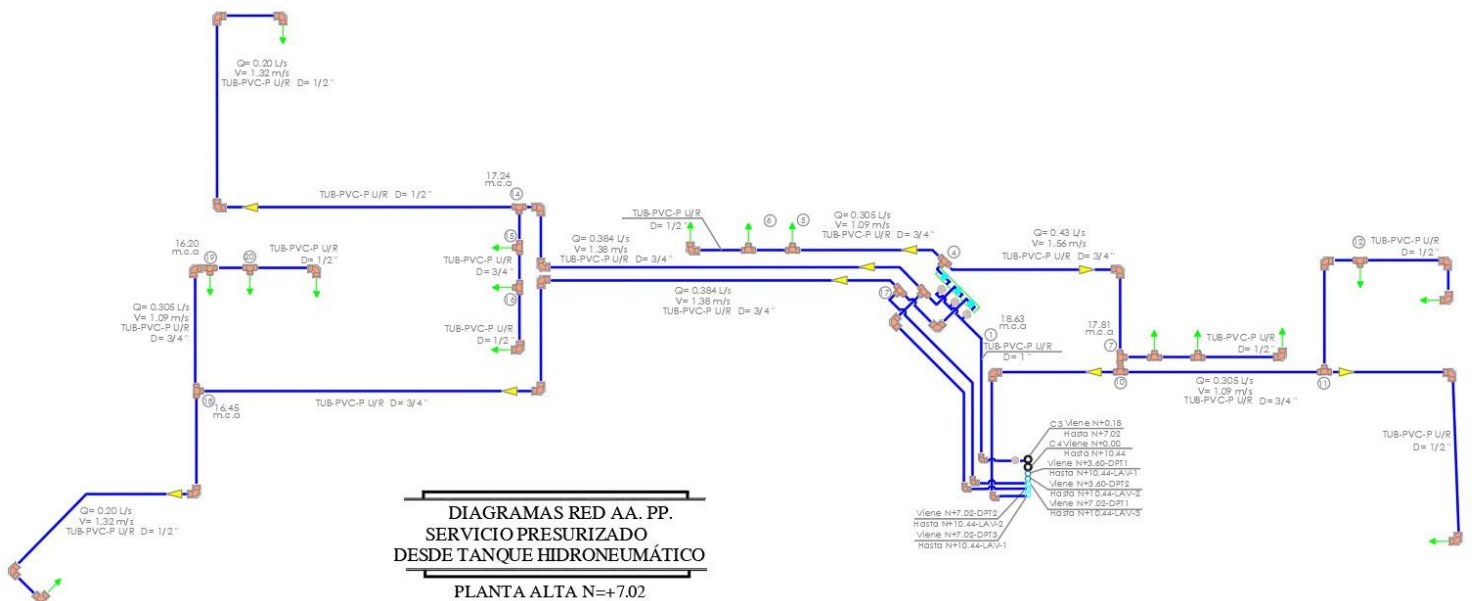 Q= 0.20 L/s
V= 1.32 m/s
TUB-PVC-P U/R D= 1/2"
TUB-PVC-P U/R D= 1/2"
17.24
m.c.a
14
15
TUB-PVC-P U/R
D= 3/4"
16
TUB-PVC-P U/R
D= 1/2"
16.20
m.c.a
19
20
TUB-PVC-P U/R
D= 1/2"
Q= 0.305 L/s
V= 1.09 m/s
TUB-PVC-P U/R
D= 3/4"
18
16.45
m.c.a
TUB-PVC-P U/R D= 3/4"
Q= 0.20 L/s
V= 1.32 m/s
TUB-PVC-P U/R D= 1/2"
Q= 0.384 L/s
V= 1.38 m/s
TUB-PVC-P U/R D= 3/4"
Q= 0.384 L/s
V= 1.38 m/s
TUB-PVC-P U/R D= 3/4"
TUB-PVC-P U/R
D= 1/2"
6
5
Q= 0.305 L/s
V= 1.09 m/s
TUB-PVC-P U/R D= 3/4"
4
17
Q= 0.43 L/s
V= 1.56 m/s
TUB-PVC-P U/R D= 3/4"
18.63
m.c.a
1
TUB-PVC-P U/R
D= 1"
17.81
m.c.a
7
10
TUB-PVC-P U/R
D= 1/2"
Q= 0.305 L/s
V= 1.09 m/s
TUB-PVC-P U/R D= 3/4"
11
12
TUB-PVC-P U/R
D= 1/2"
TUB-PVC-P U/R
D= 1/2"
C3 Viene N+0.18
Hasta N+7.02
C4 Viene N+0.00
Hasta N+10.44
Viene N+3.60-DPT1
Hasta N+10.44-LAV-1
Viene N+3.60-DPT2
Hasta N+10.44-LAV-2
Viene N+7.02-DPT1
Hasta N+10.44-LAV-3
Viene N+7.02-DPT2
Hasta N+10.44-LAV-2
Viene N+7.02-DPT3
Hasta N+10.44-LAV-1
DIAGRAMAS RED AA. PP.
SERVICIO PRESURIZADO
DESDE TANQUE HIDRONEUMÁTICO
PLANTA ALTA N=+7.02